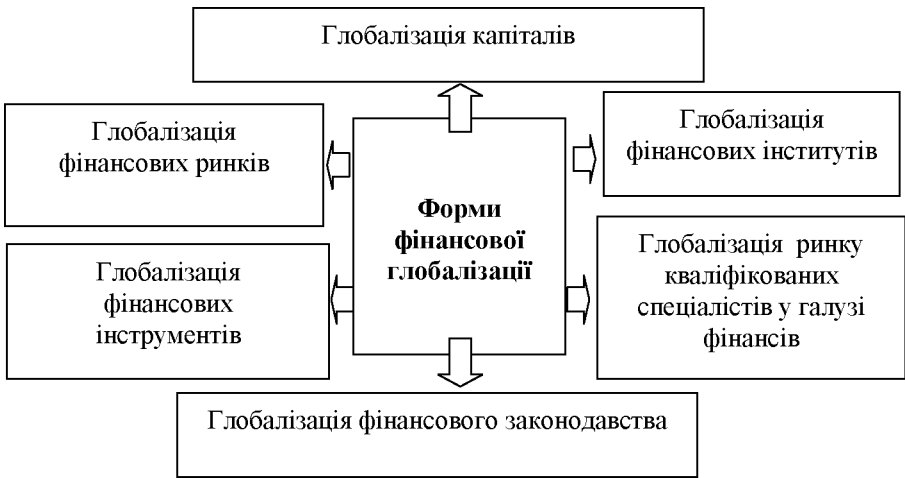 Глобалізація капіталів
Глобалізація
фінансових ринків
Глобалізація
фінансових інститутів
Форми
фінансової
глобалізації
Глобалізація
фінансових
інструментів
Глобалізація ринку
кваліфікованих
спеціалістів у галузі
фінансів
Глобалізація фінансового законодавства